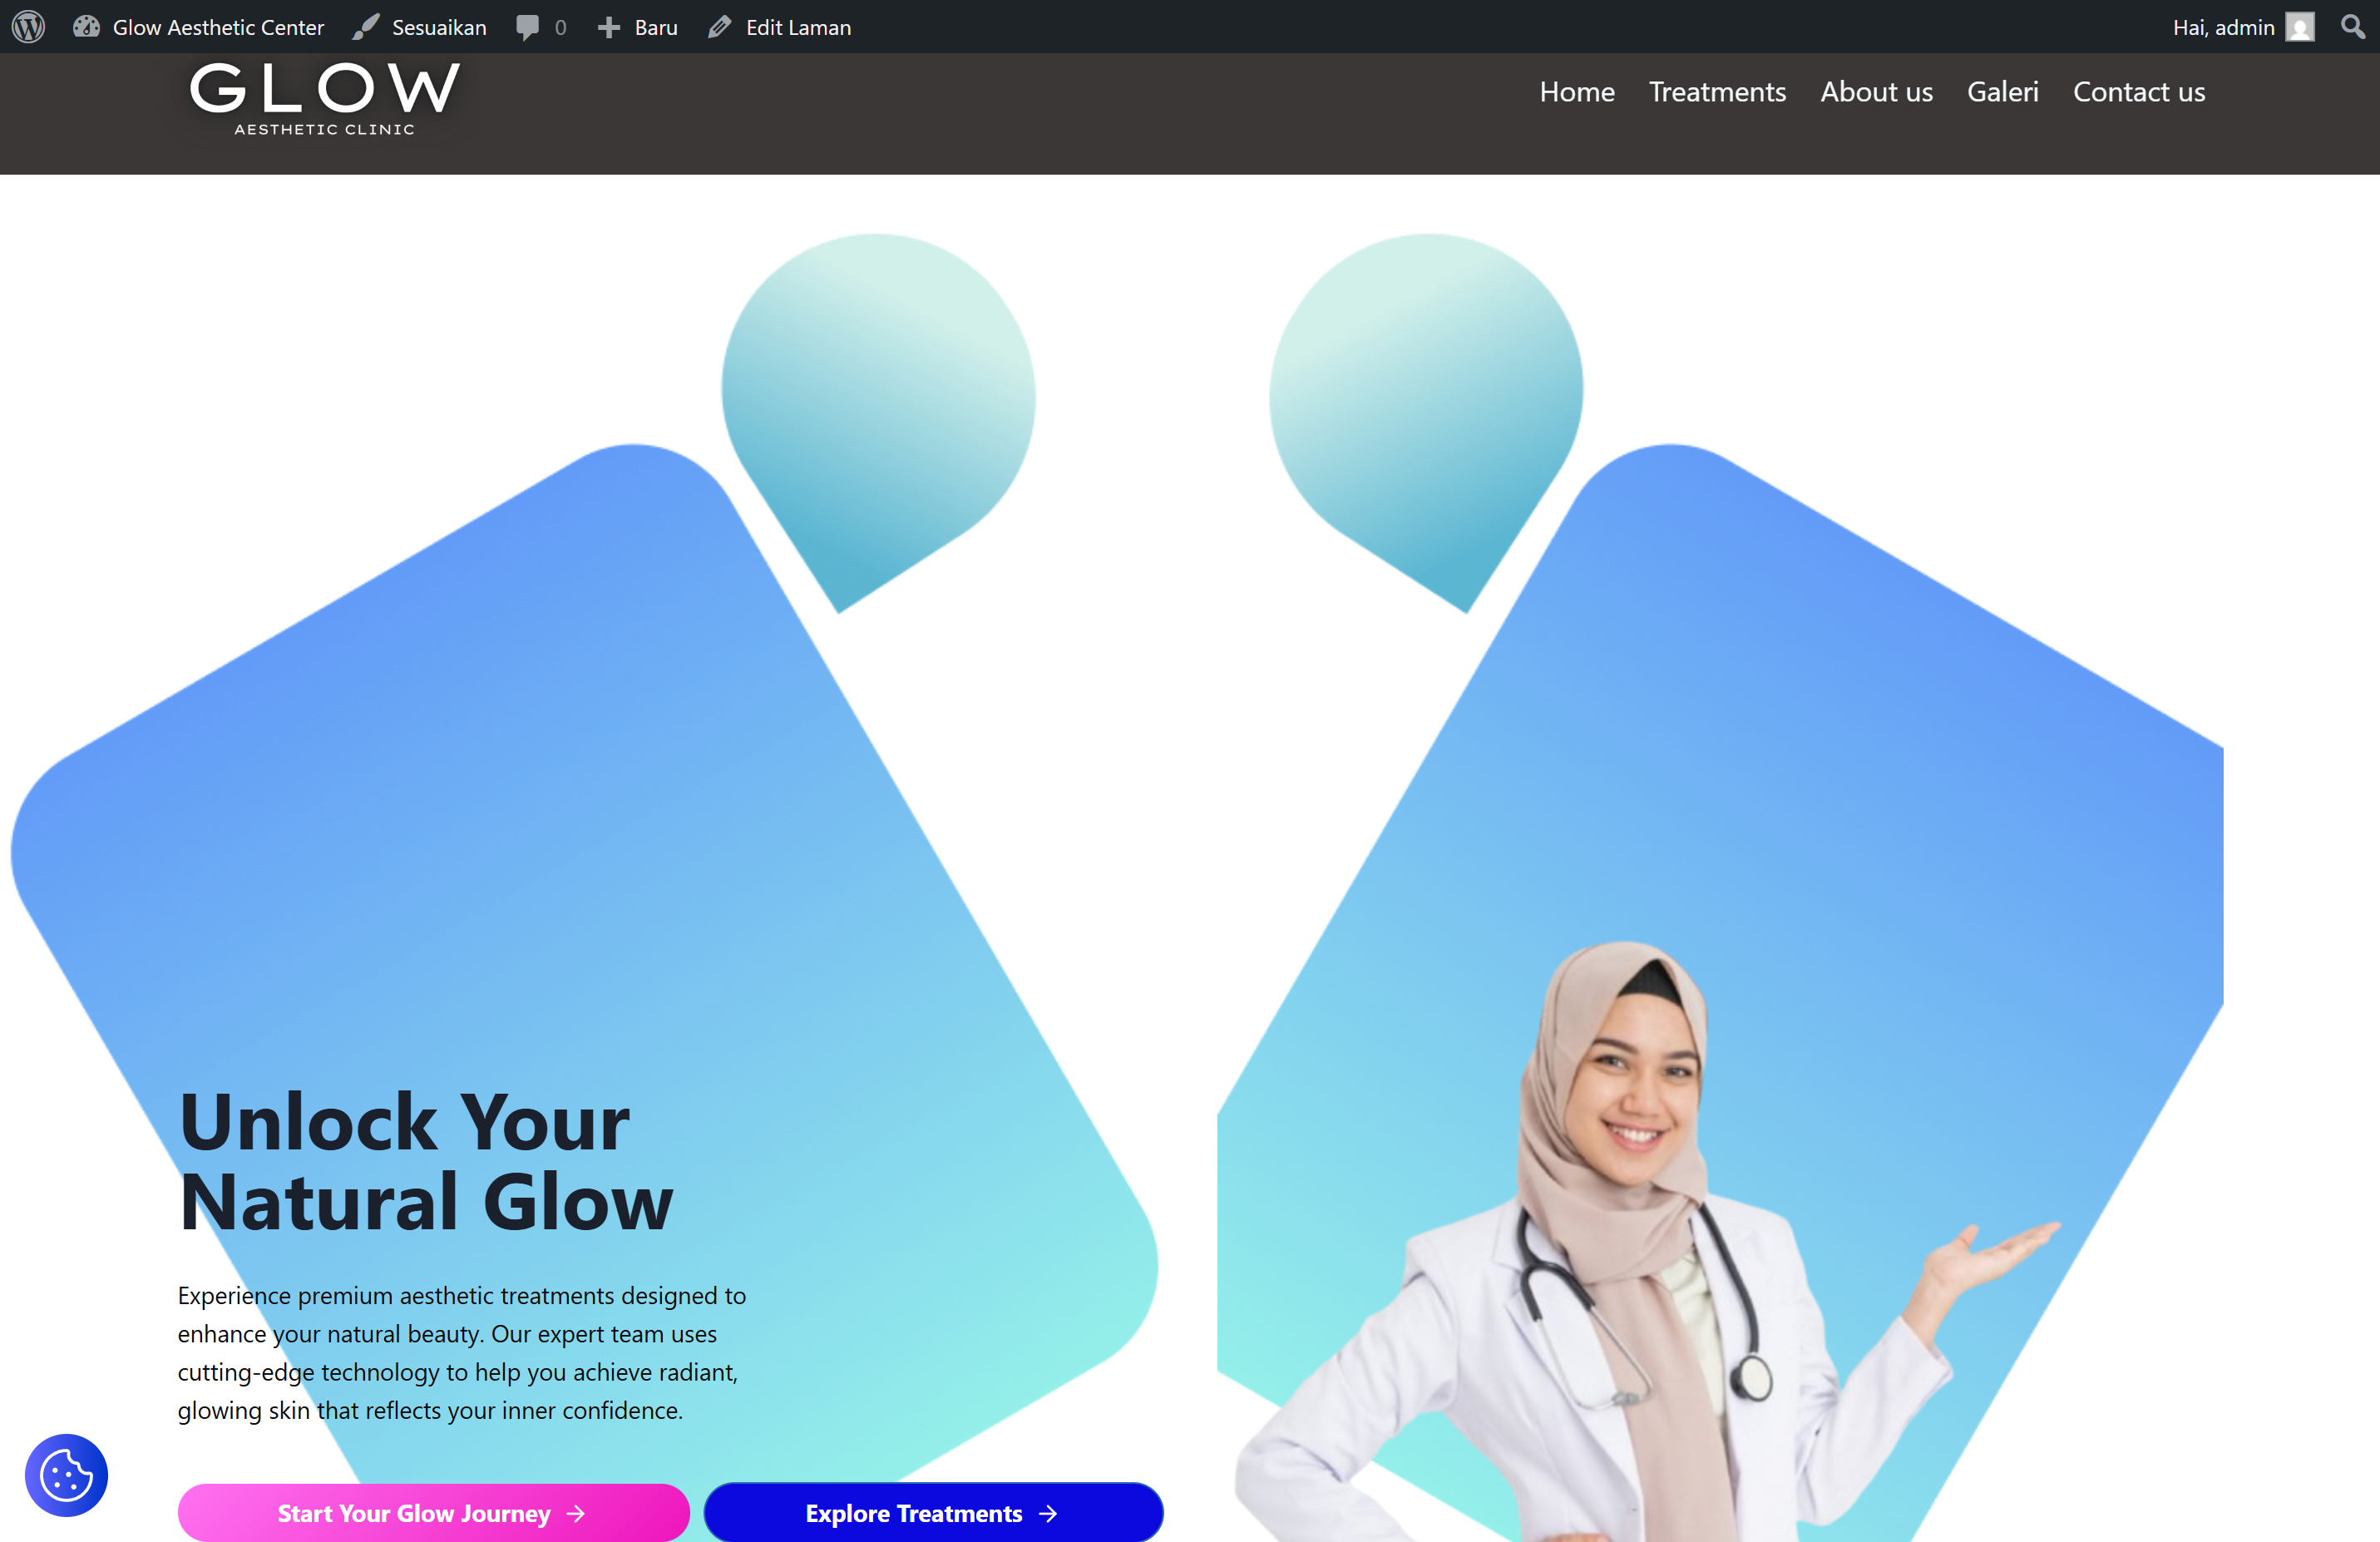 Glow Aesthetic Center
Sesuaikan
0
Baru
Edit Laman
Hai, admin
GLOW
AESTHETIC CLINIC
Home
Treatments
About us
Galeri
Contact us
Unlock Your
Natural Glow
Experience premium aesthetic treatments designed to
enhance your natural beauty. Our expert team uses
cutting-edge technology to help you achieve radiant,
glowing skin that reflects your inner confidence.
Start Your Glow Journey →
Explore Treatments →